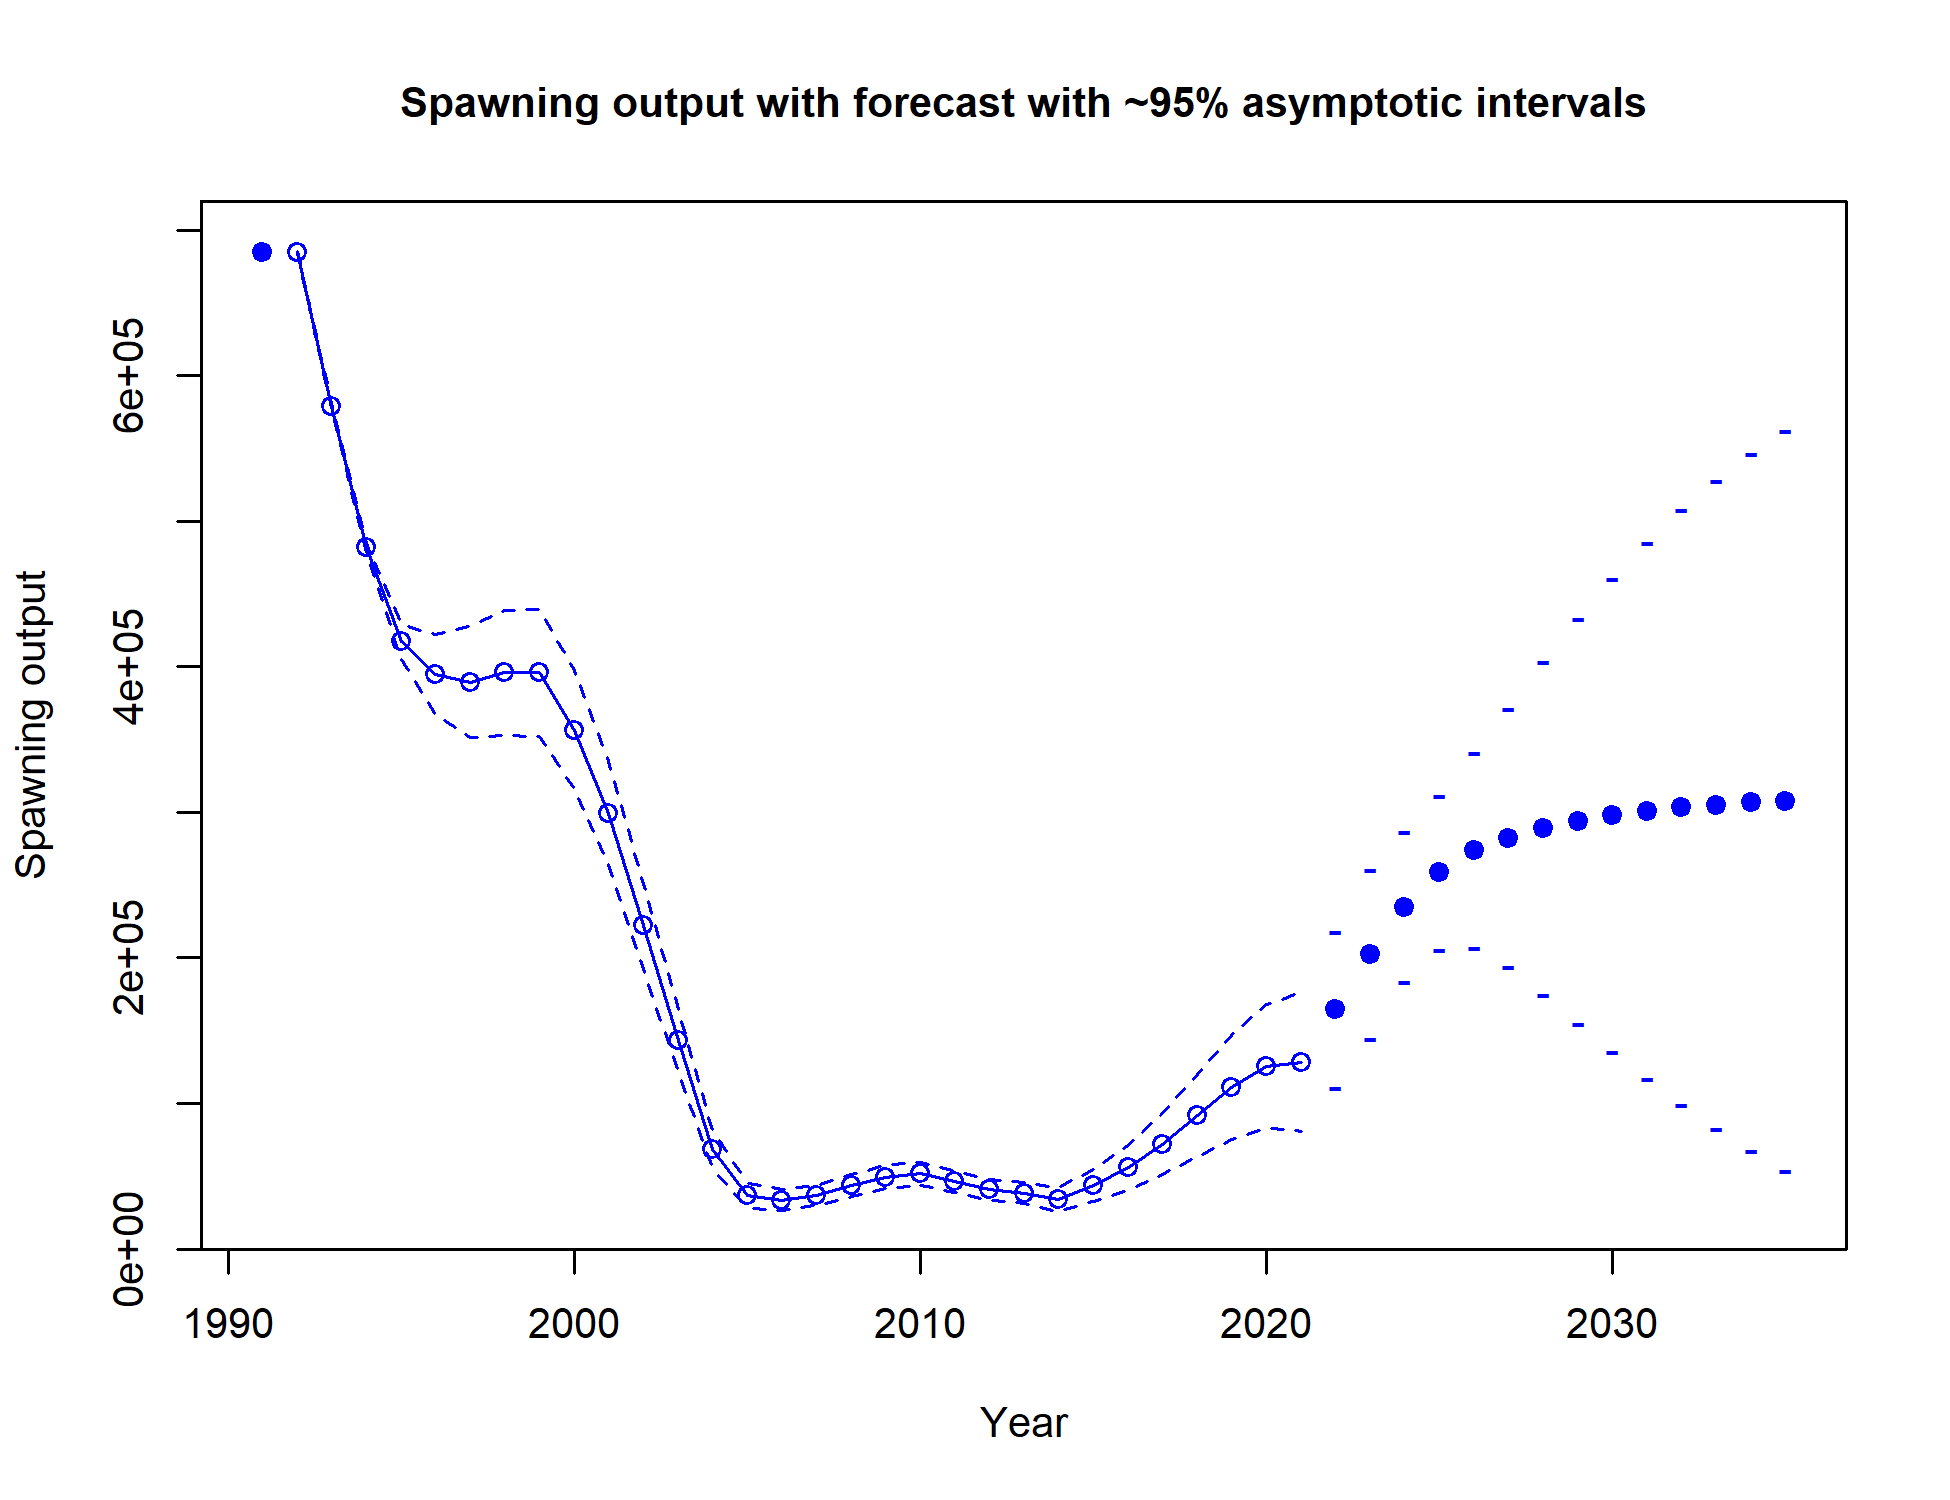 Spawning output with forecast with ~95% asymptotic intervals
Spawning output
6e+05
4e+05
2e+05
0e+00
1990 2000 2010 2020 2030
Year